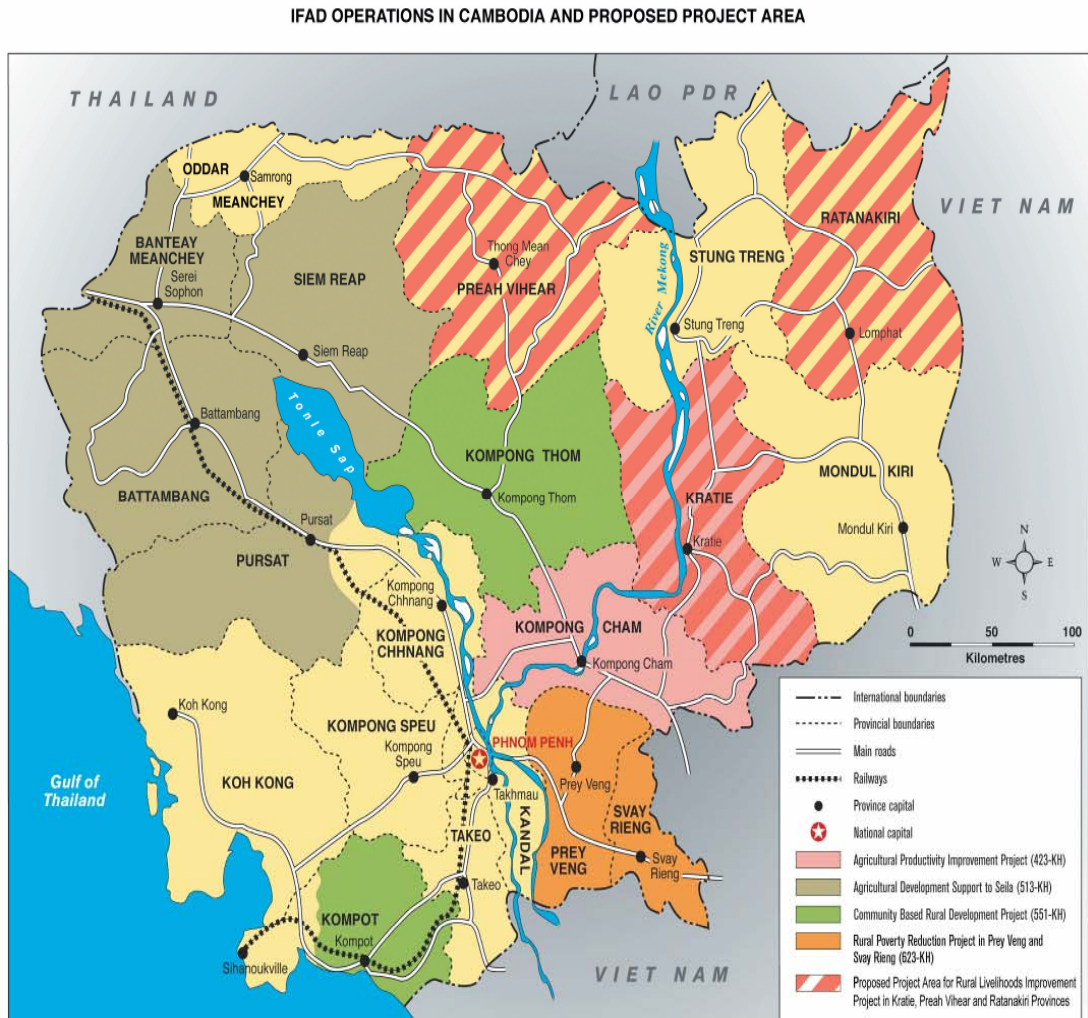 IFAD OPERATIONS IN CAMBODIA AND PROPOSED PROJECT AREA
THAILAND
LAO PDR
VIET NAM
ODDAR
Samrong
MEANCHEY
RATANAKIRI
BANTEAY
MEANCHEY
Serei
Sophon
SIEM REAP
Thong Mean
Chey
PREAH VIHEAR
River Mekong
STUNG TRENG
Stung Treng
Lomphat
Siem Reap
Tonle Sap
Battambang
BATTAMBANG
KOMPONG THOM
Kompong Thom
MONDUL KIRI
Mondul Kiri
KRATIE
Kratie
Pursat
PURSAT
Kompong
Chhnang
KOMPONG
CHHNANG
KOMPONG CHAM
Kompong Cham
N
W E
S
0 50 100
Kilometres
Koh Kong
KOH KONG
KOMPONG SPEU
Kompong
Speu
PHNOM PENH
Takhmau
Prey Veng
PREY
VENG
SVAY
RIENG
Svay
Rieng
KANDAL
TAKEO
Takeo
Gulf of
Thailand
KOMPOT
Kompot
Sihanoukville
VIET NAM
International boundaries
Provincial boundaries
Main roads
Railways
Province capital
National capital
Agricultural Productivity Improvement Project (423-KH)
Agricultural Development Support to Seila (513-KH)
Community Based Rural Development Project (551-KH)
Rural Poverty Reduction Project in Prey Veng and
Svay Rieng (623-KH)
Proposed Project Area for Rural Livelihoods Improvement
Project in Kratie, Preah Vihear and Ratanakiri Provinces